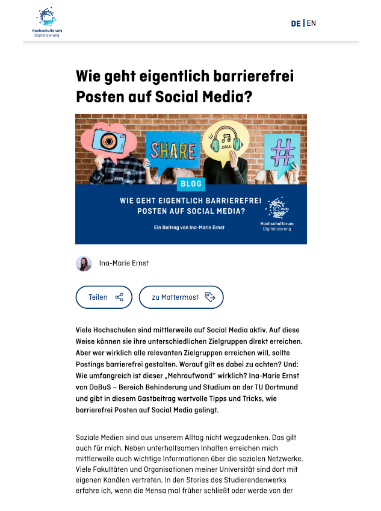 Hochschulforum
Digitalisierung
DE | EN
Wie geht eigentlich barrierefrei
Posten auf Social Media?
SHARE
#
BLOG
WIE GEHT EIGENTLICH BARRIEREFREI
POSTEN AUF SOCIAL MEDIA?
Ein Beitrag von Ina-Marie Ernst
Hochschulforum
Digitalisierung
Ina-Marie Ernst
Teilen
zu Mattermost
Viele Hochschulen sind mittlerweile auf Social Media aktiv. Auf diese
Weise können sie ihre unterschiedlichen Zielgruppen direkt erreichen.
Aber wer wirklich alle relevanten Zielgruppen erreichen will, sollte
Postings barrierefrei gestalten. Worauf gilt es dabei zu achten? Und:
Wie umfangreich ist dieser „Mehraufwand“ wirklich? Ina-Marie Ernst
von DoBuS – Bereich Behinderung und Studium an der TU Dortmund
und gibt in diesem Gastbeitrag wertvolle Tipps und Tricks, wie
barrierefrei Posten auf Social Media gelingt.
Soziale Medien sind aus unserem Alltag nicht wegzudenken. Das gilt
auch für mich. Neben unterhaltsamen Inhalten erreichen mich
mittlerweile auch wichtige Informationen über die sozialen Netzwerke.
Viele Fakultäten und Organisationen meiner Universität sind dort mit
eigenen Kanälen vertreten. In den Stories des Studierendenwerks
erfahre ich, wenn die Mensa mal früher schließt oder werde von der